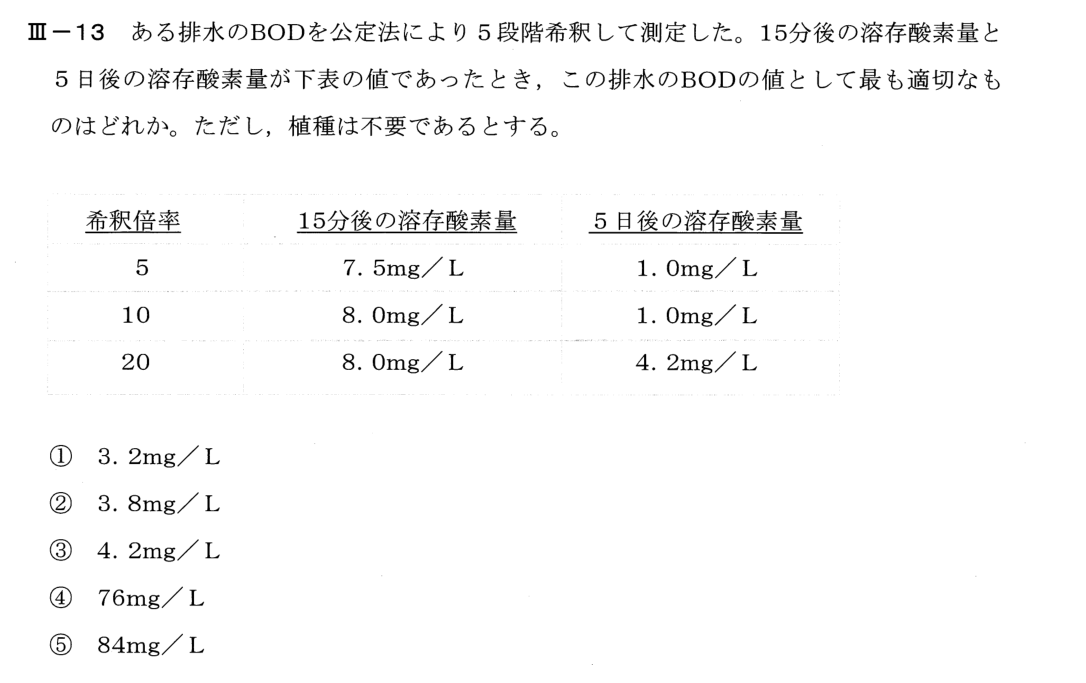 Ⅲ－13　ある排水のBODを公定法により５段階希釈して測定した。15分後の溶存酸素量と
５日後の溶存酸素量が下表の値であったとき，この排水のBODの値として最も適切なも
のはどれか。ただし，植種は不要であるとする。
希釈倍率　15分後の溶存酸素量　５日後の溶存酸素量
5　7. 5mg／L　1. 0mg／L
10　8. 0mg／L　1. 0mg／L
20　8. 0mg／L　4. 2mg／L
①　3. 2mg／L
②　3. 8mg／L
③　4. 2mg／L
④　76mg／L
⑤　84mg／L